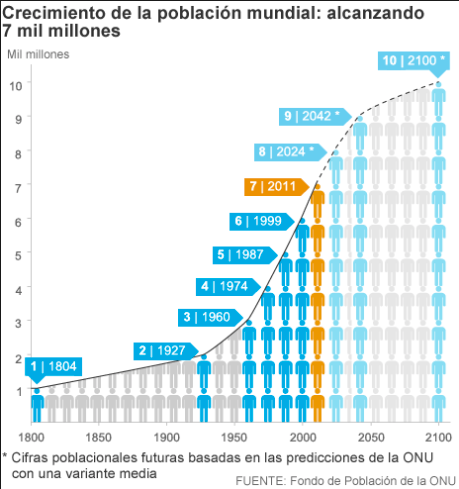 Crecimiento de la población mundial: alcanzando
7 mil millones
Mil millones
10 | 2100 *
10
9 | 2042 *
9
8 | 2024 *
8
7 | 2011
7
6 | 1999
6
5 | 1987
5
4 | 1974
4
3 | 1960
3
2 | 1927
2
1 | 1804
1
1800 1850 1900 1950 2000 2050 2100
* Cifras poblacionales futuras basadas en las predicciones de la ONU
con una variante media
FUENTE: Fondo de Población de la ONU